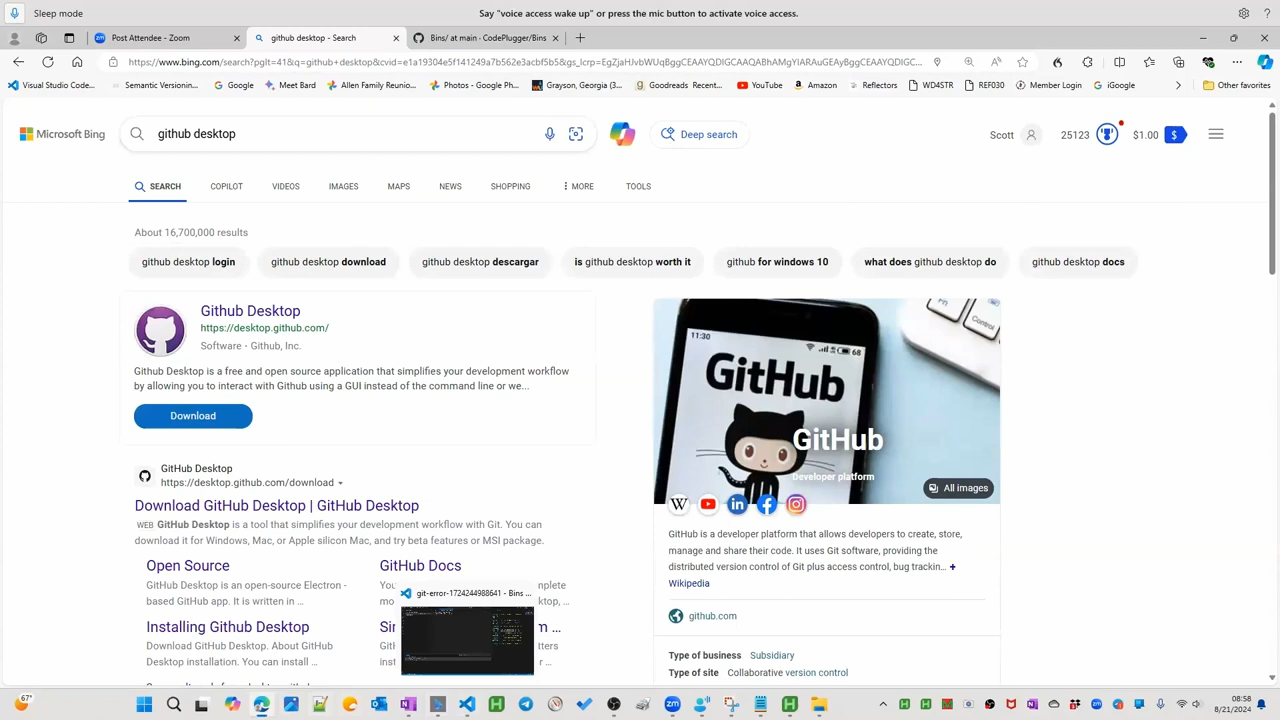 Sleep mode
Say "voice access wake up" or press the mic button to activate voice access.
Post Attendee - Zoom
github desktop - Search
Bins/ at main · CodePlugger/Bins
https://www.bing.com/search?pglt=41&q=github+desktop&cvid=e1a19304e5f141249a7b562e3acbf5b5&gs_lcrp=EgZjaHJvbWUqBggCEAAYQDIGCAAQABhAMgYIARAuGEAyBggCEAAYQDIGCAMQABhAMgYIBBAAGEAyBggFEAAYQDIGCAYQABhA...
Visual Studio Code...
Semantic Versionin...
Google
Meet Bard
Allen Family Reunio...
Photos - Google Ph...
Grayson, Georgia (3...
Goodreads Recent...
YouTube
Amazon
Reflectors
WD4STR
REF030
Member Login
iGoogle
Other favorites
Microsoft Bing
github desktop
Deep search
Scott
25123
$1.00
SEARCH
COPILOT
VIDEOS
IMAGES
MAPS
NEWS
SHOPPING
MORE
TOOLS
About 16,700,000 results
github desktop login
github desktop download
github desktop descargar
is github desktop worth it
github for windows 10
what does github desktop do
github desktop docs
Github Desktop
https://desktop.github.com/
Software · Github, Inc.
Github Desktop is a free and open source application that simplifies your development workflow
by allowing you to interact with Github using a GUI instead of the command line or we...
Download
GitHub Desktop
https://desktop.github.com/download
Download GitHub Desktop | GitHub Desktop
WEB GitHub Desktop is a tool that simplifies your development workflow with Git. You can
download it for Windows, Mac, or Apple silicon Mac, and try beta features or MSI package.
Open Source
GitHub Desktop is an open-source Electron -
based GitHub app. It is written in ...
GitHub Docs
git-error-1724244988641 - Bins ...
Installing Github Desktop
Download GitHub Desktop. About GitHub
Desktop installation. You can install ...
11:30
68
GitHub
Control
GitHub
Developer platform
All images
GitHub is a developer platform that allows developers to create, store,
manage and share their code. It uses Git software, providing the
distributed version control of Git plus access control, bug trackin... +
Wikipedia
github.com
Type of business Subsidiary
Type of site Collaborative version control
67°
08:58
8/21/2024